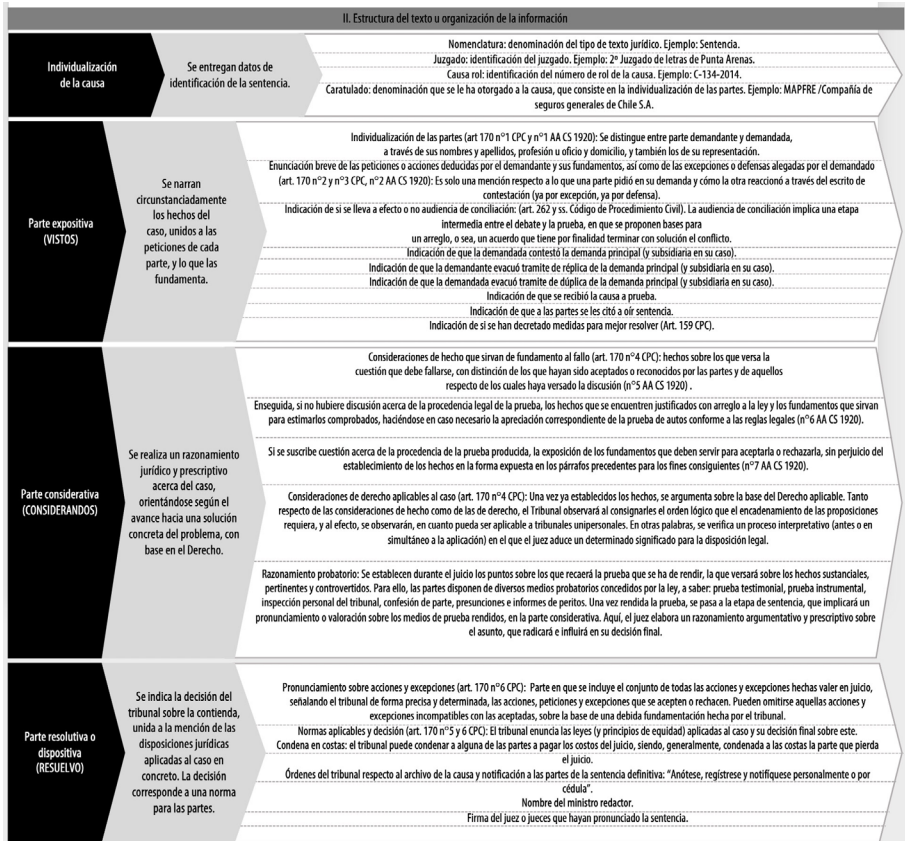 II. Estructura del texto u organización de la información
Individualización
de la causa
Se entregan datos de
identificación de la sentencia.
Nomenclatura: denominación del tipo de texto jurídico. Ejemplo: Sentencia.
Juzgado: identificación del juzgado. Ejemplo: 2º Juzgado de letras de Punta Arenas.
Causa rol: identificación del número de rol de la causa. Ejemplo: C-134-2014.
Caratulado: denominación que se le ha otorgado a la causa, que consiste en la individualización de las partes. Ejemplo: MAPFRE /Compañía de
seguros generales de Chile S.A.
Parte expositiva
(VISTOS)
Se narran
circunstanciadamente
los hechos del
caso, unidos a las
peticiones de cada
parte, y lo que las
fundamenta.
Individualización de las partes (art 170 nº1 CPC y nº1 AA CS 1920): Se distingue entre parte demandante y demandada,
a través de sus nombres y apellidos, profesión u oficio y domicilio, y también los de su representación.
Enunciación breve de las peticiones o acciones deducidas por el demandante y sus fundamentos, así como de las excepciones o defensas alegadas por el demandado
(art. 170 nº2 y nº3 CPC, nº2 AA CS 1920): Es solo una mención respecto a lo que una parte pidió en su demanda y cómo la otra reaccionó a través del escrito de
contestación (ya por excepción, ya por defensa).
Indicación de si se lleva a efecto o no audiencia de conciliación: (art. 262 y ss. Código de Procedimiento Civil). La audiencia de conciliación implica una etapa
intermedia entre el debate y la prueba, en que se proponen bases para
un arreglo, o sea, un acuerdo que tiene por finalidad terminar con solución el conflicto.
Indicación de que la demandada contestó la demanda principal (y subsidiaria en su caso).
Indicación de que la demandante evacuó tramite de réplica de la demanda principal (y subsidiaria en su caso).
Indicación de que la demandada evacuó tramite de dúplica de la demanda principal (y subsidiaria en su caso).
Indicación de que se recibió la causa a prueba.
Indicación de que a las partes se les citó a oír sentencia.
Indicación de si se han decretado medidas para mejor resolver (Art. 159 CPC).
Parte considerativa
(CONSIDERANDOS)
Se realiza un razonamiento
jurídico y prescriptivo
acerca del caso,
orientándose según el
avance hacia una solución
concreta del problema, con
base en el Derecho.
Consideraciones de hecho que sirvan de fundamento al fallo (art. 170 nº4 CPC): hechos sobre los que versa la
cuestión que debe fallarse, con distinción de los que hayan sido aceptados o reconocidos por las partes y de aquellos
respecto de los cuales haya versado la discusión (nº5 AA CS 1920) .
Enseguida, si no hubiere discusión acerca de la procedencia legal de la prueba, los hechos que se encuentren justificados con arreglo a la ley y los fundamentos que sirvan
para estimarlos comprobados, haciéndose en caso necesario la apreciación correspondiente de la prueba de autos conforme a las reglas legales (nº6 AA CS 1920).
Si se suscribe cuestión acerca de la procedencia de la prueba producida, la exposición de los fundamentos que deben servir para aceptarla o rechazarla, sin perjuicio del
establecimiento de los hechos en la forma expuesta en los párrafos precedentes para los fines consiguientes (nº7 AA CS 1920).
Consideraciones de derecho aplicables al caso (art. 170 nº4 CPC): Una vez ya establecidos los hechos, se argumenta sobre la base del Derecho aplicable. Tanto
respecto de las consideraciones de hecho como de las de derecho, el Tribunal observará al consignarles el orden lógico que el encadenamiento de las proposiciones
requiera, y al efecto, se observarán, en cuanto pueda ser aplicable a tribunales unipersonales. En otras palabras, se verifica un proceso interpretativo (antes o en
simultáneo a la aplicación) en el que el juez aduce un determinado significado para la disposición legal.
Razonamiento probatorio: Se establecen durante el juicio los puntos sobre los que recaerá la prueba que se ha de rendir, la que versará sobre los hechos sustanciales,
pertinentes y controvertidos. Para ello, las partes disponen de diversos medios probatorios concedidos por la ley, a saber: prueba testimonial, prueba instrumental,
inspección personal del tribunal, confesión de parte, presunciones e informes de peritos. Una vez rendida la prueba, se pasa a la etapa de sentencia, que implicará un
pronunciamiento o valoración sobre los medios de prueba rendidos, en la parte considerativa. Aquí, el juez elabora un razonamiento argumentativo y prescriptivo sobre
el asunto, que radicará e influirá en su decisión final.
Parte resolutiva o
dispositiva
(RESUELVO)
Se indica la decisión del
tribunal sobre la contienda,
unida a la mención de las
disposiciones jurídicas
aplicadas al caso en
concreto. La decisión
corresponde a una norma
para las partes.
Pronunciamiento sobre acciones y excepciones (art. 170 nº6 CPC): Parte en que se incluye el conjunto de todas las acciones y excepciones hechas valer en juicio,
señalando el tribunal de forma precisa y determinada, las acciones, peticiones y excepciones que se acepten o rechacen. Pueden omitirse aquellas acciones y
excepciones incompatibles con las aceptadas, sobre la base de una debida fundamentación hecha por el tribunal.
Normas aplicables y decisión (art. 170 nº5 y 6 CPC): El tribunal enuncia las leyes (y principios de equidad) aplicadas al caso y su decisión final sobre este.
Condena en costas: el tribunal puede condenar a alguna de las partes a pagar los costos del juicio, siendo, generalmente, condenada a las costas la parte que pierda
el juicio.
Órdenes del tribunal respecto al archivo de la causa y notificación a las partes de la sentencia definitiva: “Anótese, regístrese y notifíquese personalmente o por
cédula”.
Nombre del ministro redactor.
Firma del juez o jueces que hayan pronunciado la sentencia.